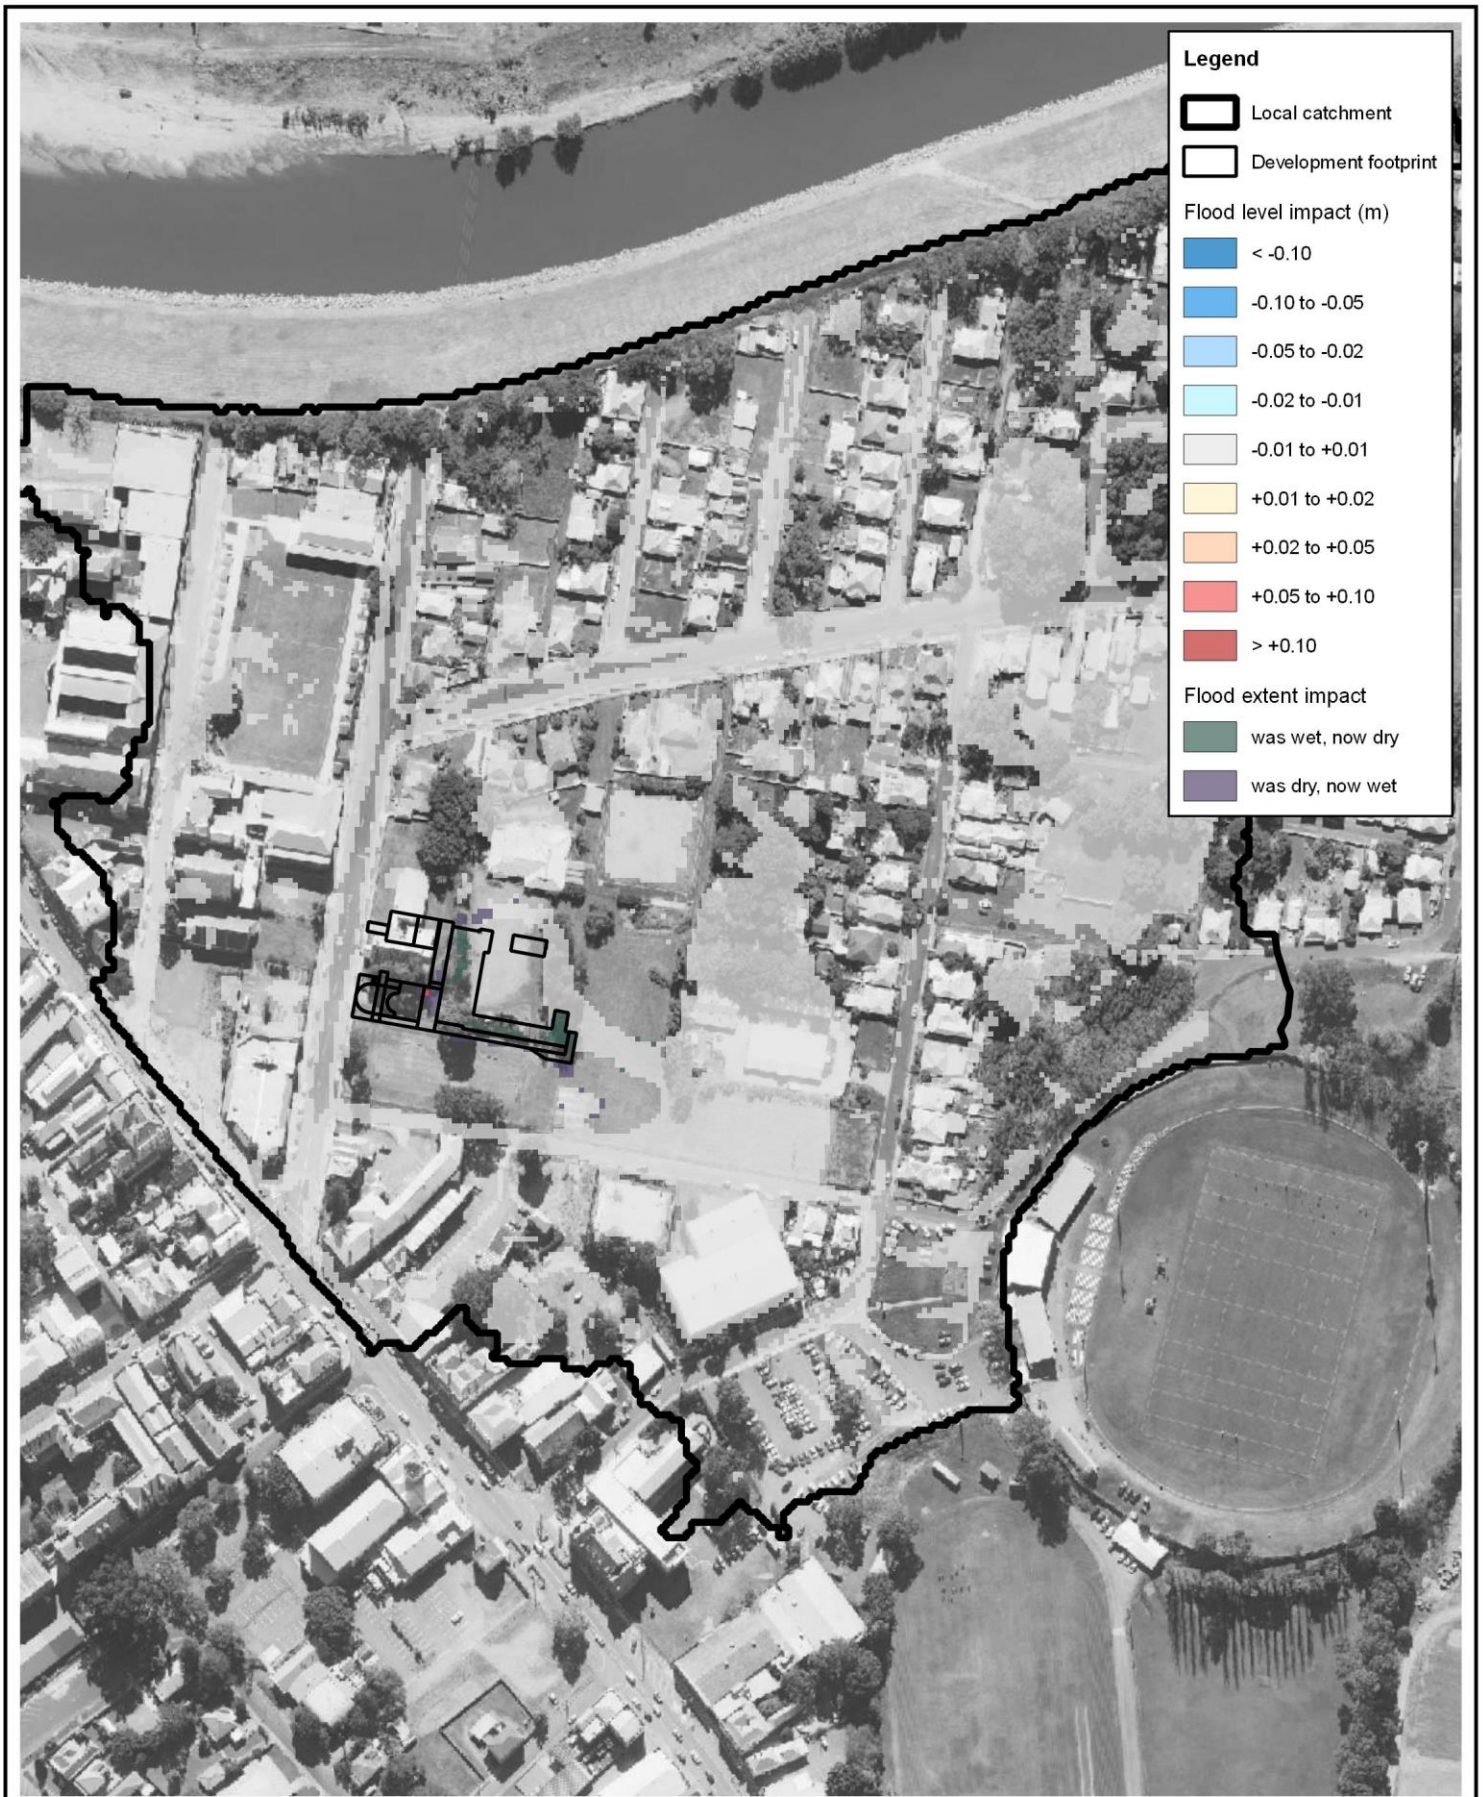 Legend
Local catchment
Development footprint
Flood level impact (m)
< -0.10
-0.10 to -0.05
-0.05 to -0.02
-0.02 to -0.01
-0.01 to +0.01
+0.01 to +0.02
+0.02 to +0.05
+0.05 to +0.10
> +0.10
Flood extent impact
was wet, now dry
was dry, now wet